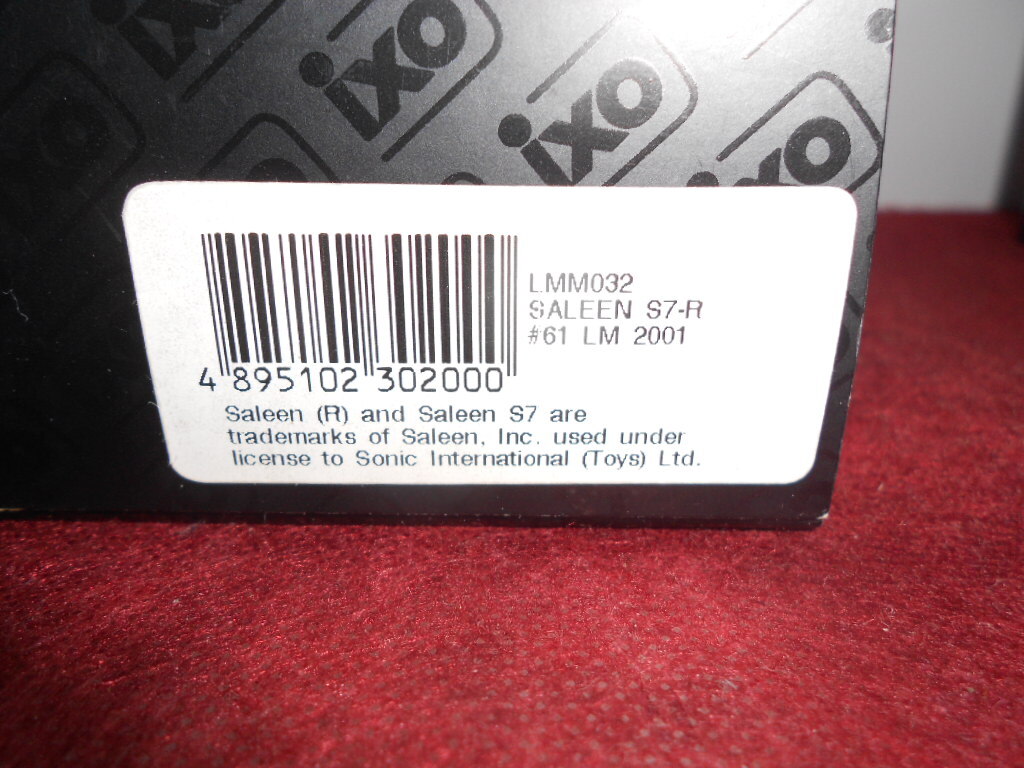 ixo
ixo
ixo
LMM032
SALEEN S7-R
#61 LM 2001
4 895102 302000
Saleen (R) and Saleen S7 are
trademarks of Saleen, Inc. used under
license to Sonic International (Toys) Ltd.